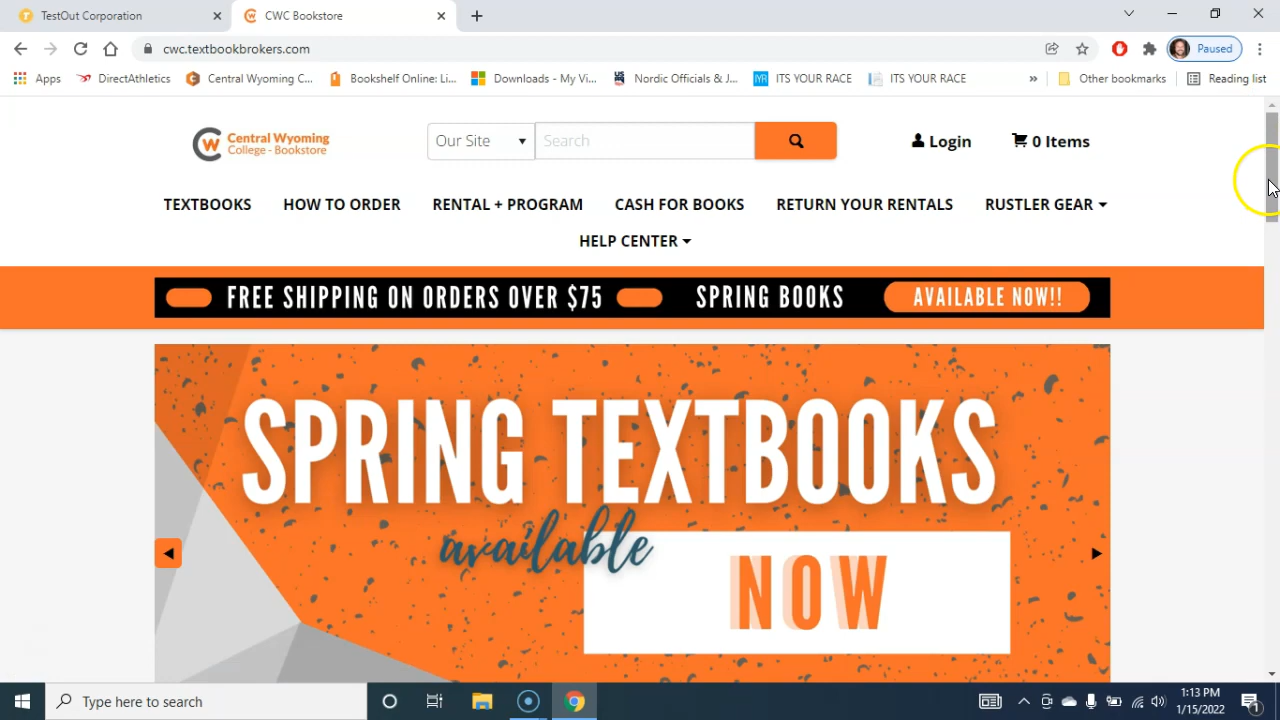 TestOut Corporation
CWC Bookstore
cwc.textbookbrokers.com
Paused
Apps
DirectAthletics
Central Wyoming C...
Bookshelf Online: Li...
Downloads - My Vi...
Nordic Officials & J...
IYR
ITS YOUR RACE
ITS YOUR RACE
»
Other bookmarks
Reading list
CW
Central Wyoming
College - Bookstore
Our Site
Search
Login
0 Items
TEXTBOOKS
HOW TO ORDER
RENTAL + PROGRAM
CASH FOR BOOKS
RETURN YOUR RENTALS
RUSTLER GEAR
HELP CENTER
FREE SHIPPING ON ORDERS OVER $75
SPRING BOOKS
AVAILABLE NOW!!
SPRING TEXTBOOKS
available
NOW
Type here to search
1:13 PM
1/15/2022
1